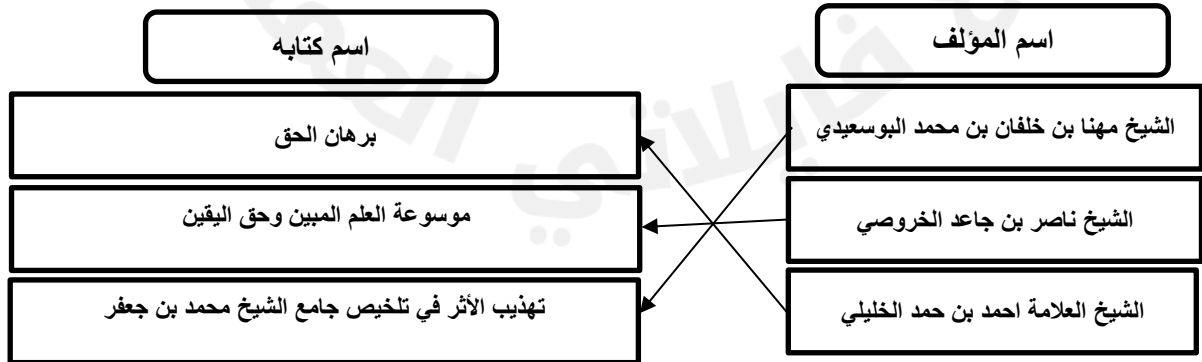 اسم المؤلف
اسم كتابه
الشيخ مهنا بن خلفان بن محمد البوسعيدي
برهان الحق
الشيخ ناصر بن جاعد الخروصي
موسوعة العلم المبين وحق اليقين
الشيخ العلامة احمد بن حمد الخليلي
تهذيب الأثر في تلخيص جامع الشيخ محمد بن جعفر